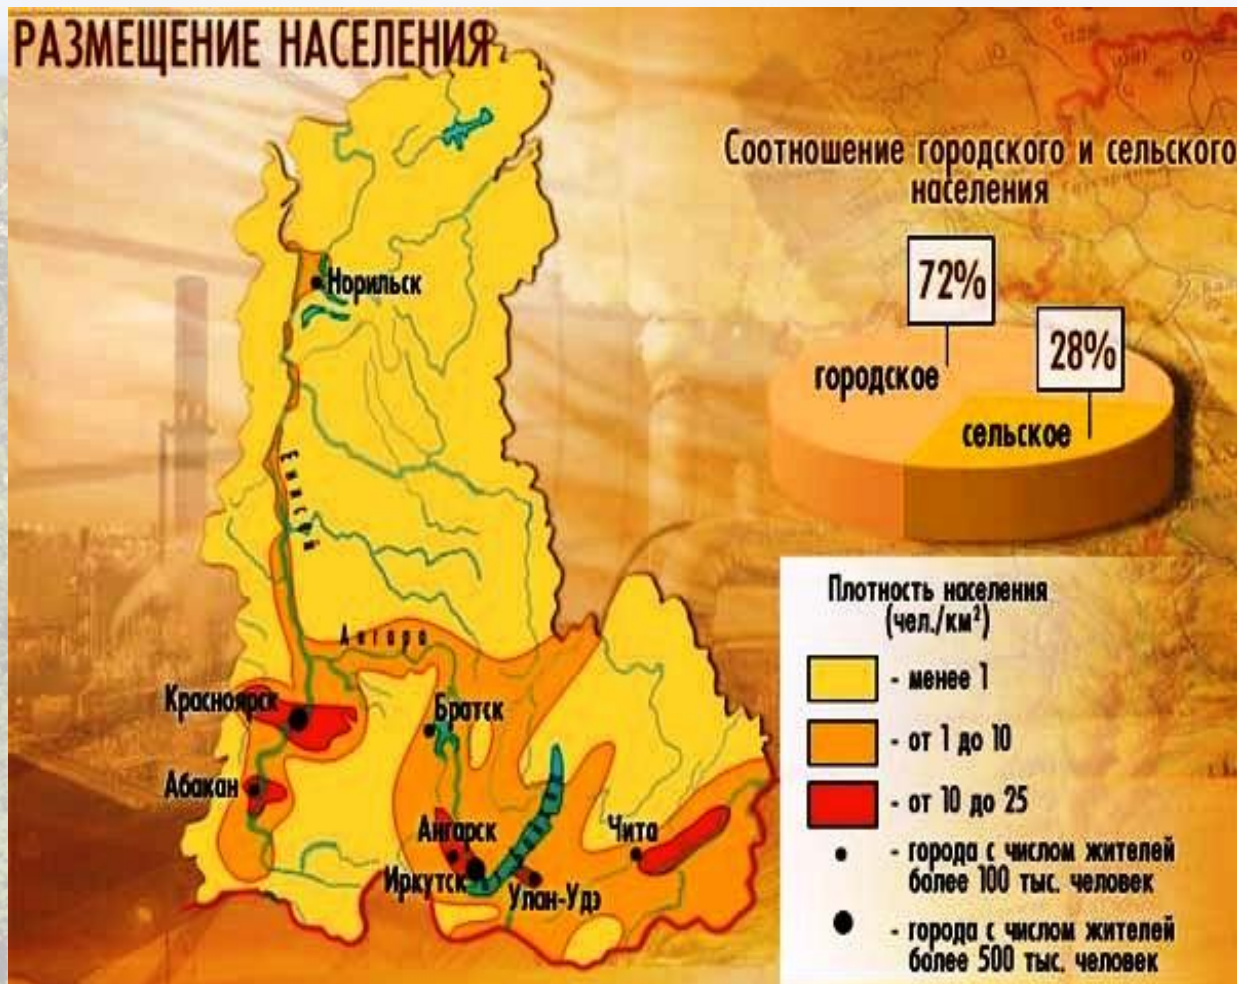 РАЗМЕЩЕНИЕ НАСЕЛЕНИЯ
Соотношение городского и сельского
населения
72%
28%
городское
сельское
Норильск
Енисей
Ангара
Красноярск
Братск
Абакан
Ангарск
Чита
Иркутск
Улан-Удэ
Плотность населения
(чел./км²)
- менее 1
- от 1 до 10
- от 10 до 25
- города с числом жителей
более 100 тыс. человек
- города с числом жителей
более 500 тыс. человек